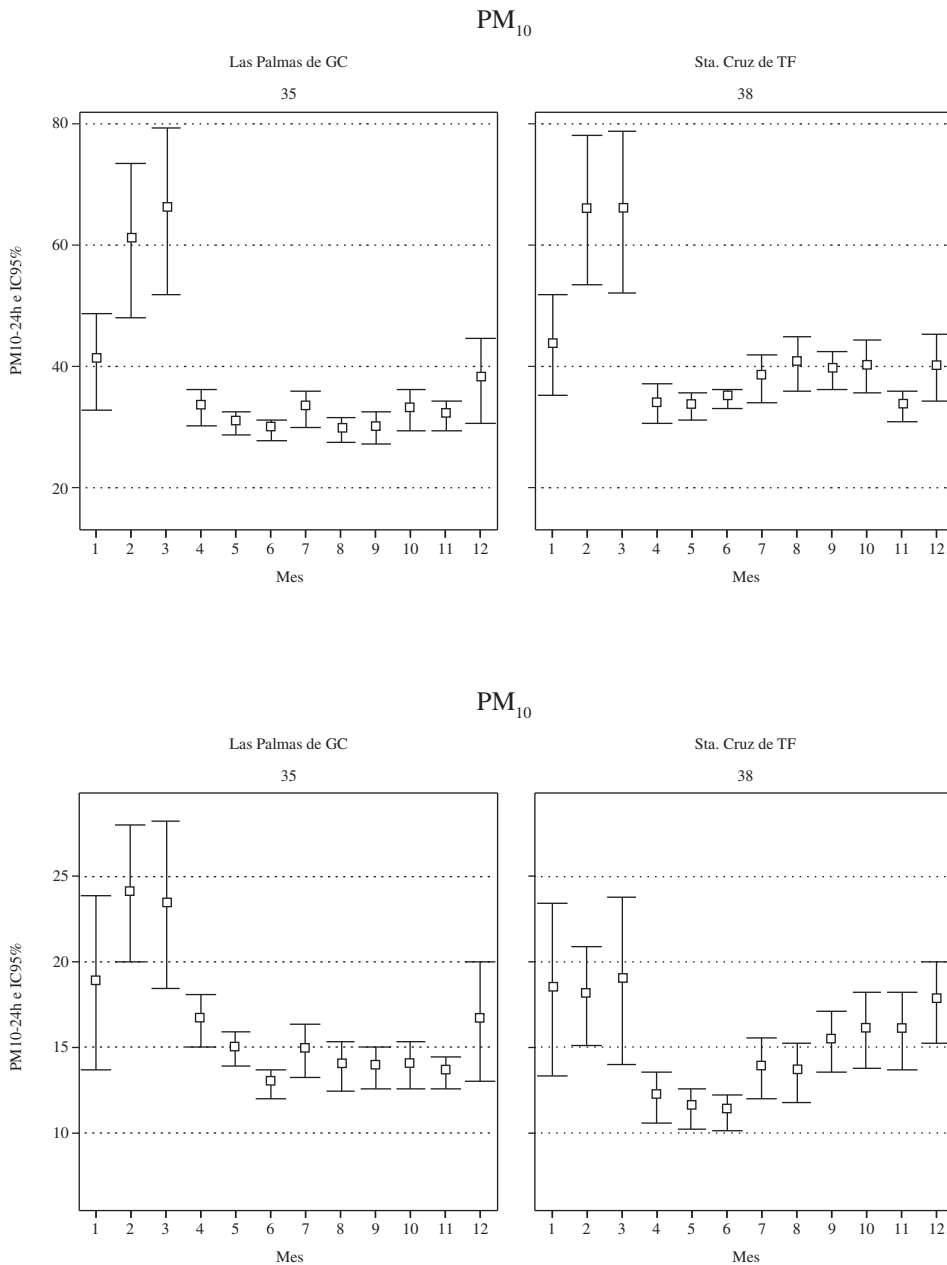 PM₁₀
Las Palmas de GC
Sta. Cruz de TF
35
38
80
60
40
20
PM10-24h e IC95%
1 2 3 4 5 6 7 8 9 10 11 12
1 2 3 4 5 6 7 8 9 10 11 12
Mes
Mes
PM₁₀
Las Palmas de GC
Sta. Cruz de TF
35
38
25
20
15
10
PM10-24h e IC95%
1 2 3 4 5 6 7 8 9 10 11 12
1 2 3 4 5 6 7 8 9 10 11 12
Mes
Mes